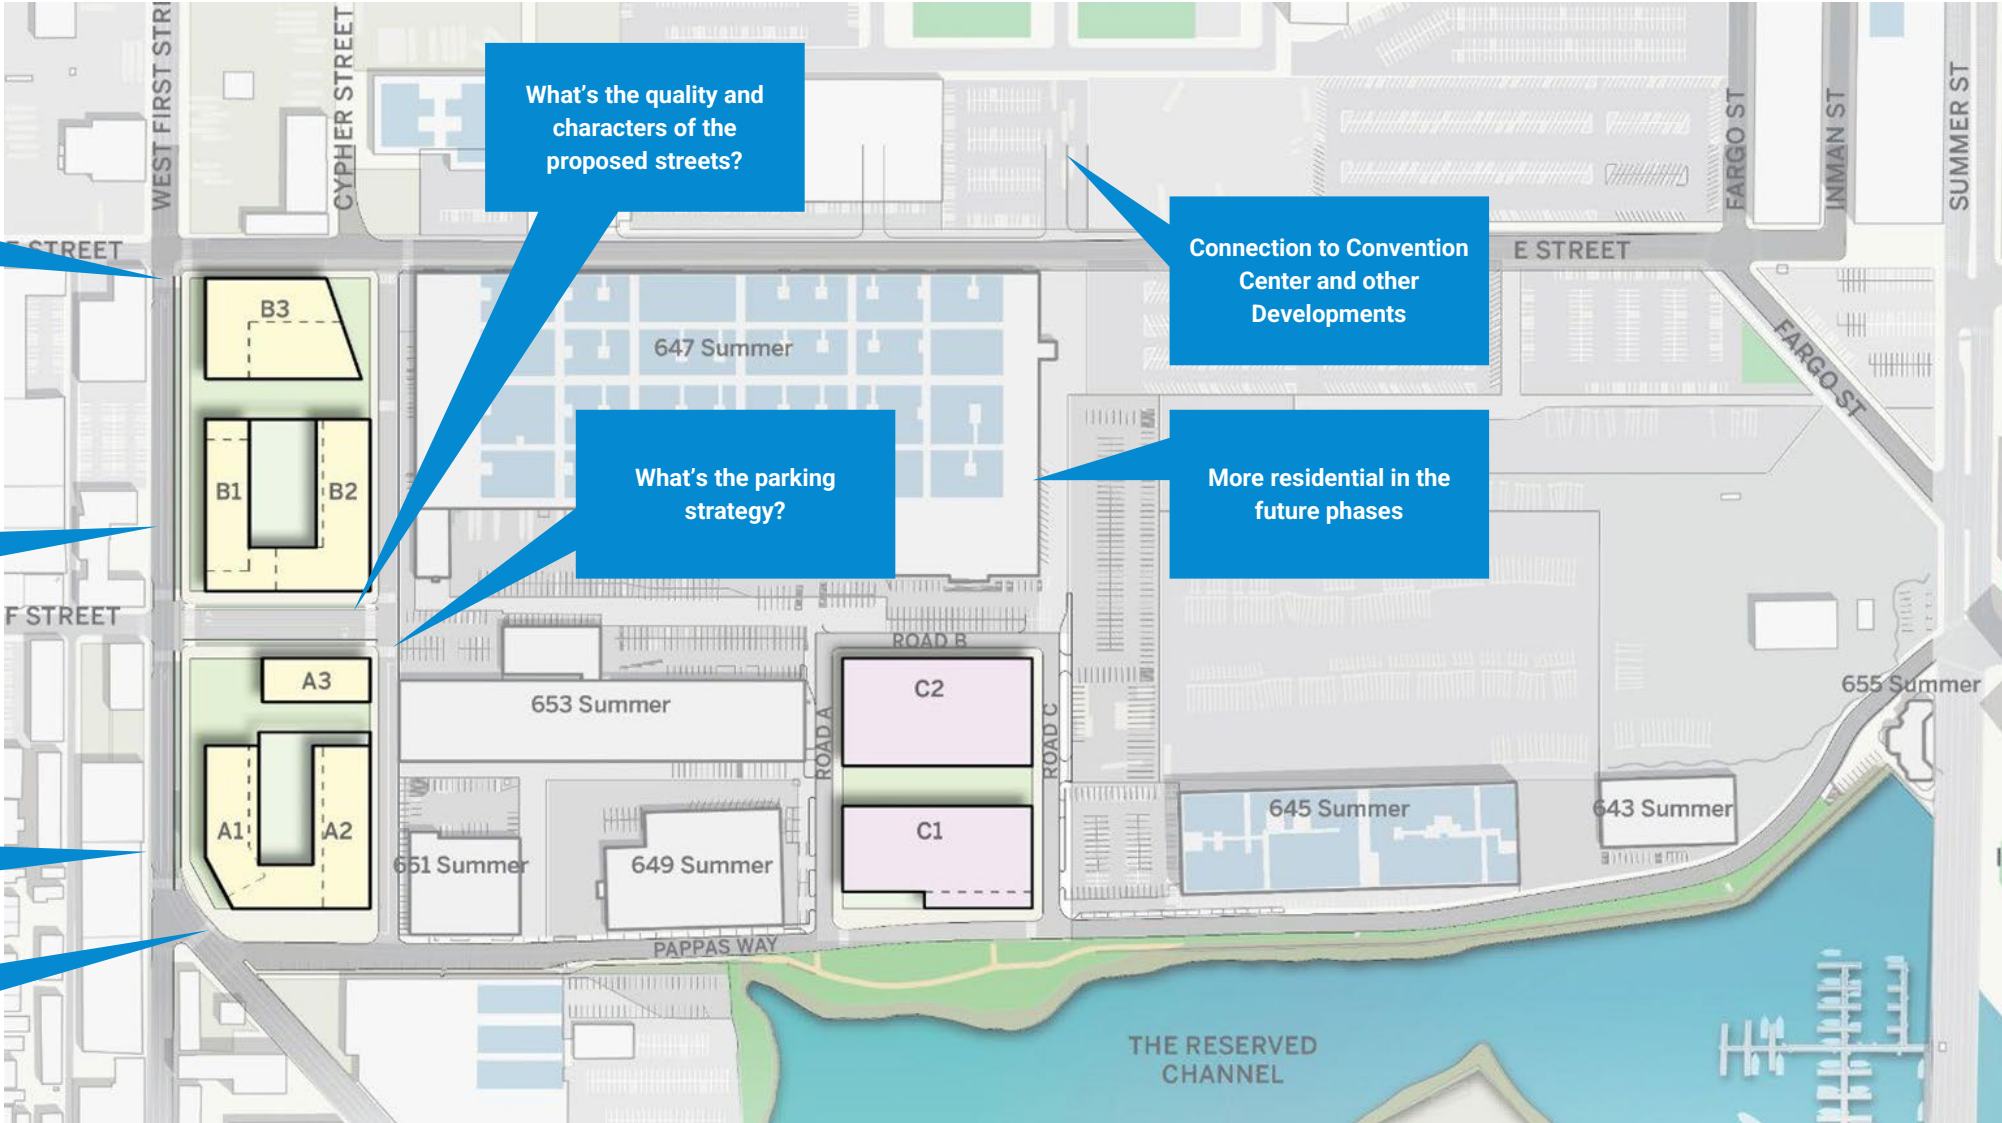 WEST FIRST STRE
CYPHER STREET
What's the quality and
characters of the
proposed streets?
FARGO ST
INMAN ST
SUMMER ST
STREET
Connection to Convention
Center and other
Developments
E STREET
B3
647 Summer
FARGO ST
What's the parking
strategy?
More residential in the
future phases
B1
B2
F STREET
ROAD B
A3
653 Summer
C2
655 Summer
ROAD A
ROAD C
A1
A2
651 Summer
649 Summer
C1
645 Summer
643 Summer
PAPPAS WAY
THE RESERVED
CHANNEL